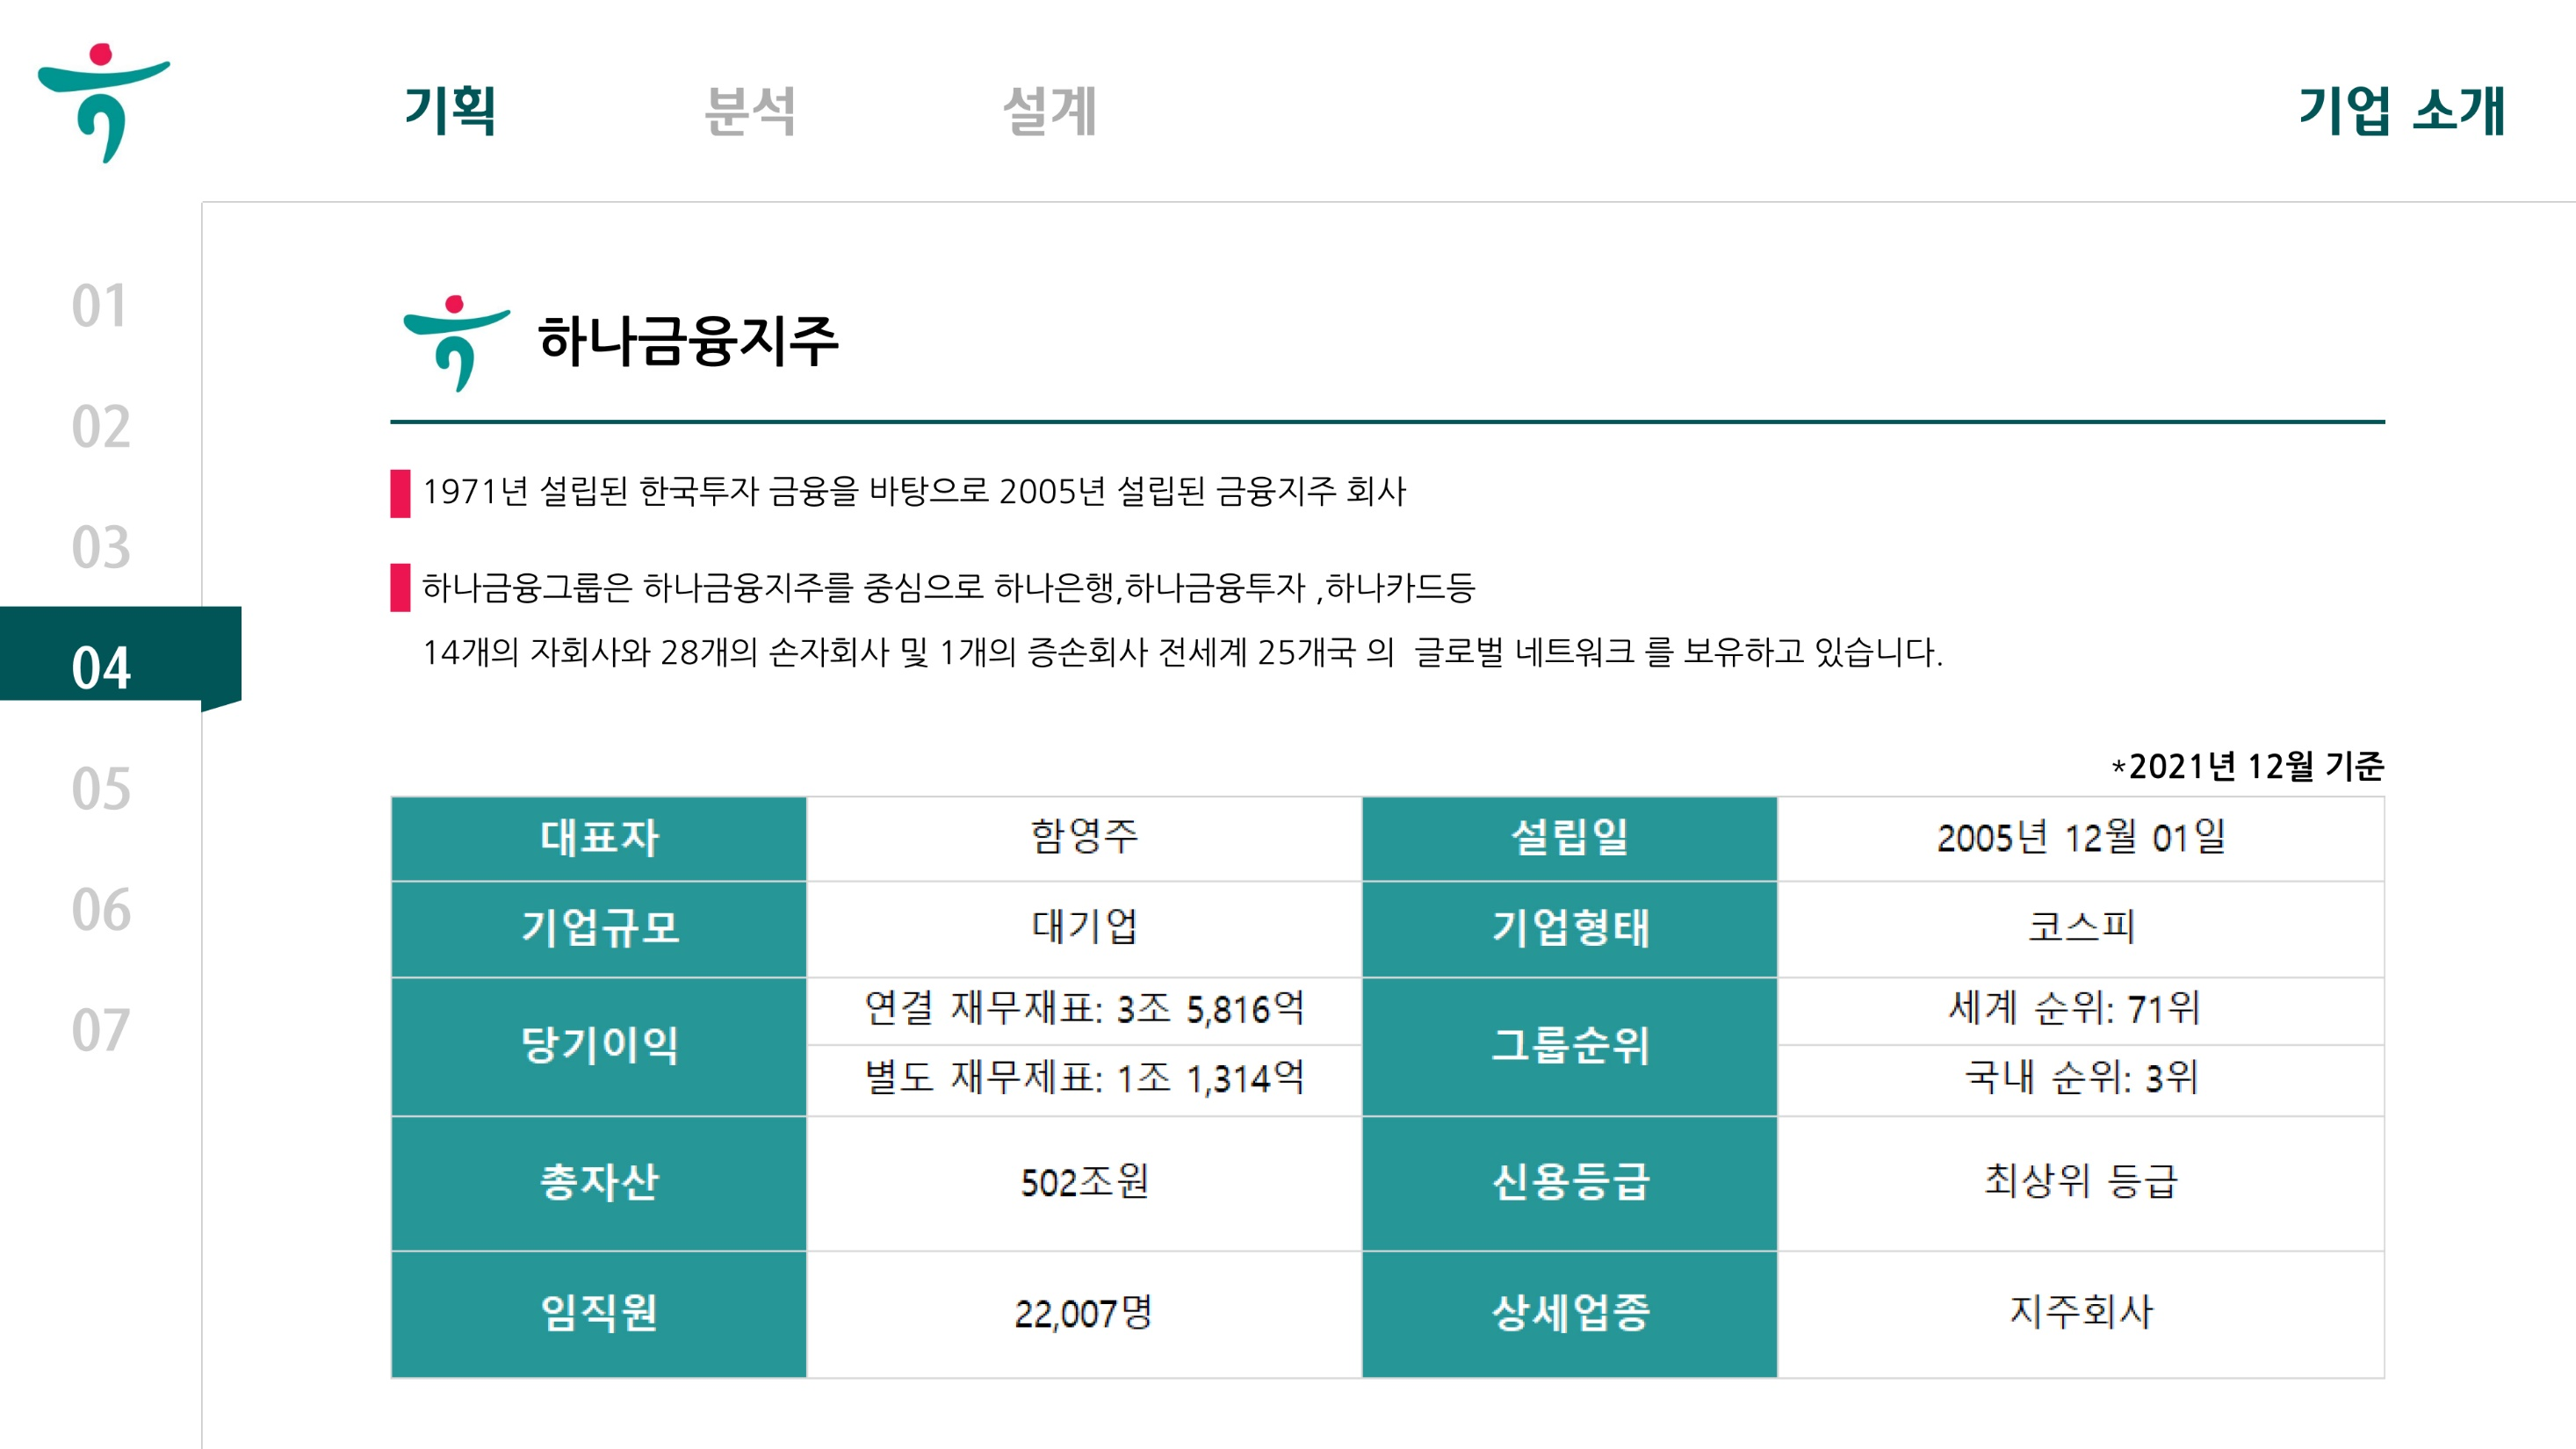 기획 분석 설계 기업 소개
01
02
03
04
05
06
07
하나금융지주
1971년 설립된 한국투자 금융을 바탕으로 2005년 설립된 금융지주 회사
하나금융그룹은 하나금융지주를 중심으로 하나은행,하나금융투자 ,하나카드등
14개의 자회사와 28개의 손자회사 및 1개의 증손회사 전세계 25개국 의 글로벌 네트워크 를 보유하고 있습니다.
*2021년 12월 기준
대표자 함영주 설립일 2005년 12월 01일
기업규모 대기업 기업형태 코스피
당기이익 연결 재무재표: 3조 5,816억 그룹순위 세계 순위: 71위
별도 재무제표: 1조 1,314억 국내 순위: 3위
총자산 502조원 신용등급 최상위 등급
임직원 22,007명 상세업종 지주회사